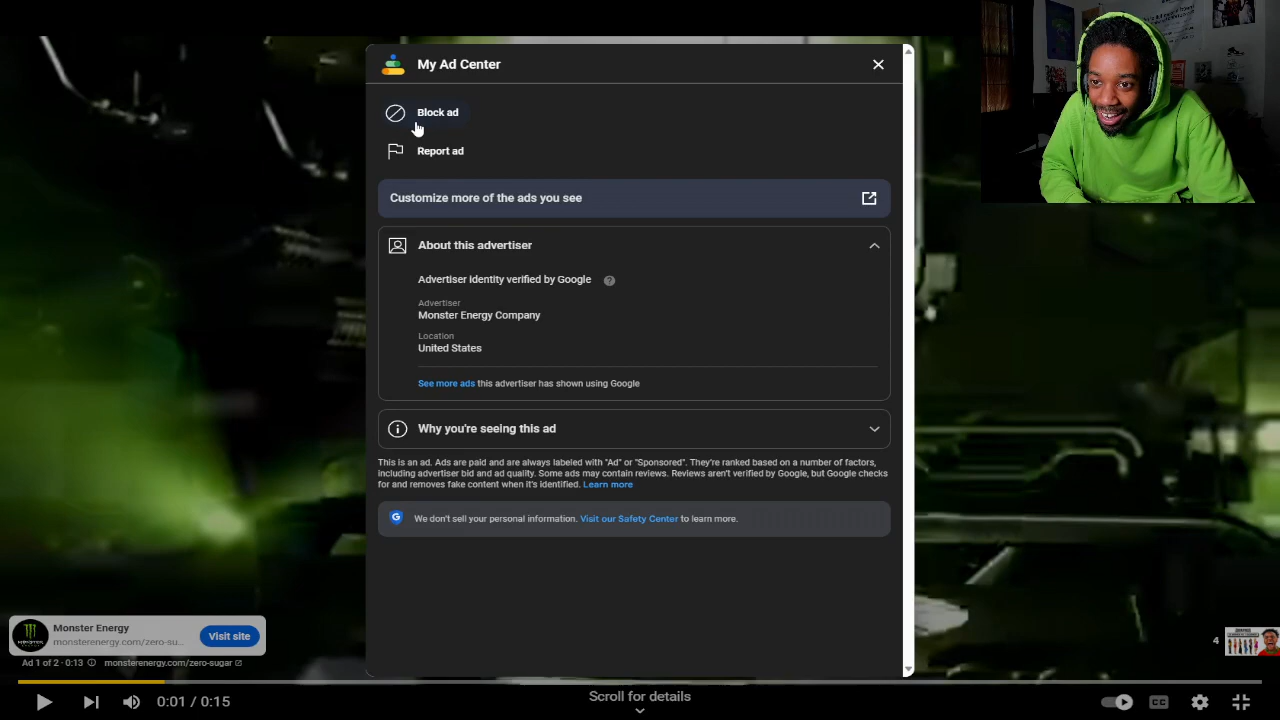 My Ad Center
Block ad
Report ad
Customize more of the ads you see
About this advertiser
Advertiser identity verified by Google
Advertiser
Monster Energy Company
Location
United States
See more ads this advertiser has shown using Google
Why you're seeing this ad
This is an ad. Ads are paid and are always labeled with "Ad" or "Sponsored". They're ranked based on a number of factors,
including advertiser bid and ad quality. Some ads may contain reviews. Reviews aren't verified by Google, but Google checks
for and removes fake content when it's identified. Learn more
We don't sell your personal information. Visit our Safety Center to learn more.
Monster Energy
monsterenergy.com/zero-su...
Visit site
Ad 1 of 2 · 0:13
monsterenergy.com/zero-sugar
4
0:01 / 0:15
Scroll for details
CC